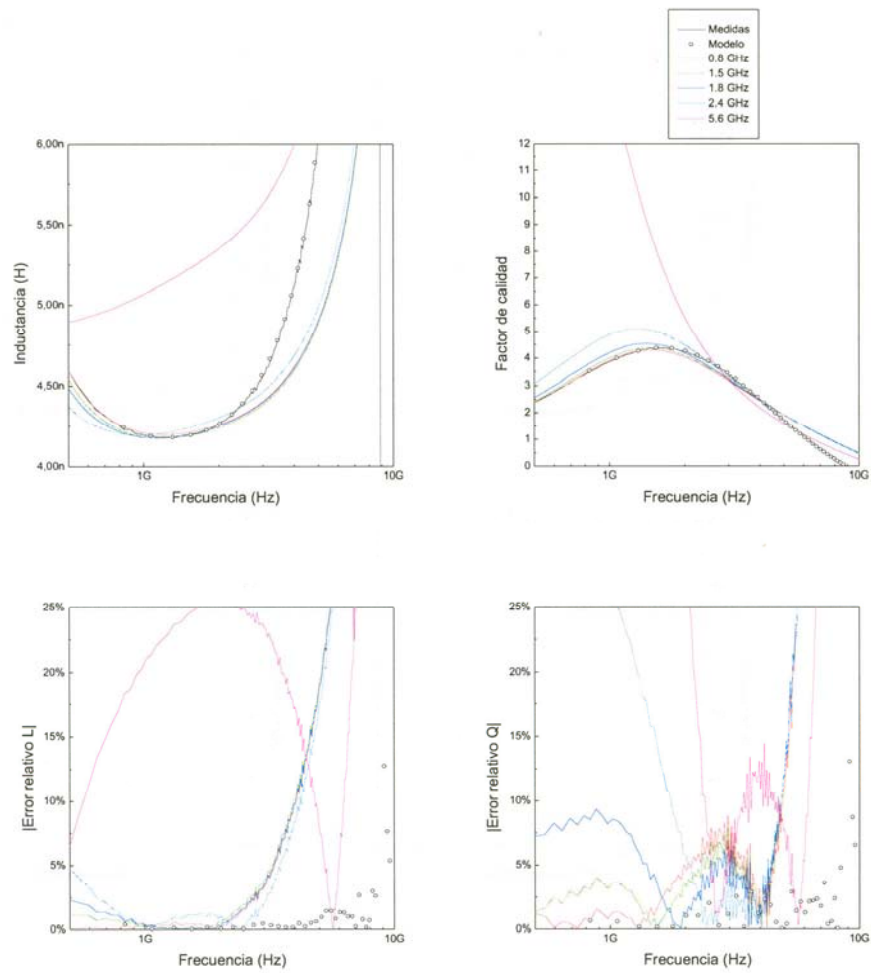 Medidas
Modelo
0.8 GHz
1.5 GHz
1.8 GHz
2.4 GHz
5.6 GHz
6,00n
5,50n
5,00n
4,50n
4,00n
Inductancia (H)
1G
10G
Frecuencia (Hz)
12
11
10
9
8
7
6
5
4
3
2
1
0
Factor de calidad
1G
10G
Frecuencia (Hz)
25%
20%
15%
10%
5%
0%
|Error relativo L|
1G
10G
Frecuencia (Hz)
25%
20%
15%
10%
5%
0%
|Error relativo Q|
1G
10G
Frecuencia (Hz)